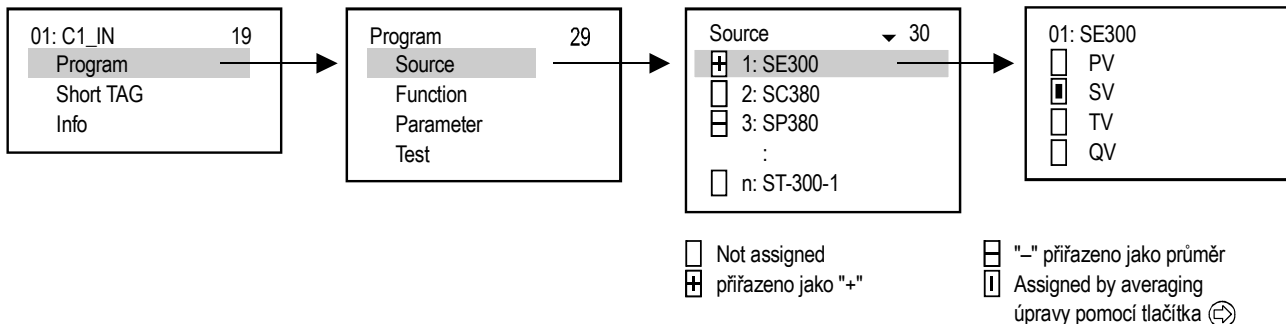 01: C1_IN 19
Program
Short TAG
Info
Program 29
Source
Function
Parameter
Test
Source 30
1: SE300
2: SC380
3: SP380
:
n: ST-300-1
01: SE300
PV
SV
TV
QV
Not assigned
přiřazeno jako "+"
"–" přiřazeno jako průměr
Assigned by averaging
úpravy pomocí tlačítka